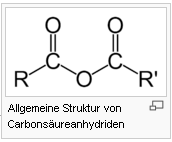 O O
R O R'
Allgemeine Struktur von
Carbonsäureanhydriden